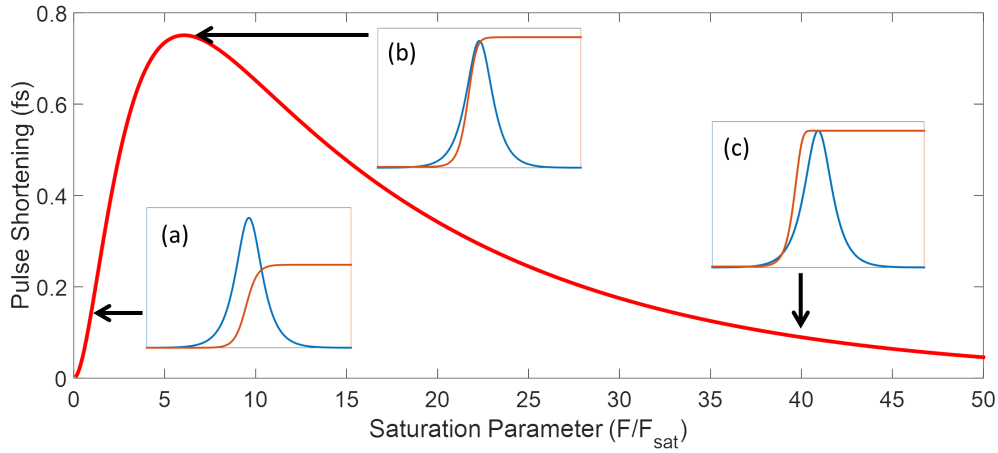 Pulse Shortening (fs)
0.8
0.6
0.4
0.2
0
(a)
(b)
(c)
0 5 10 15 20 25 30 35 40 45 50
Saturation Parameter (F/Fsat)